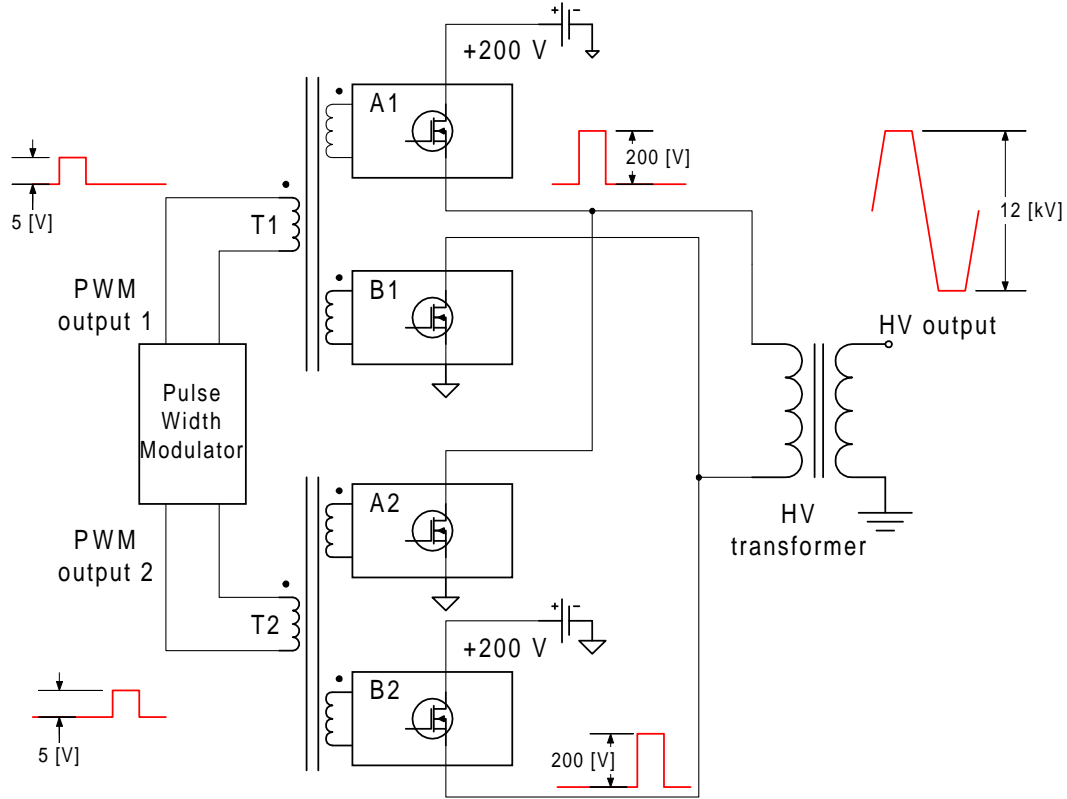 + -
+200 V
A1
200 [V]
12 [kV]
5 [V]
T1
B1
PWM
output 1
HV output
Pulse
Width
Modulator
A2
PWM
output 2
HV
transformer
T2
+ -
+200 V
B2
5 [V]
200 [V]